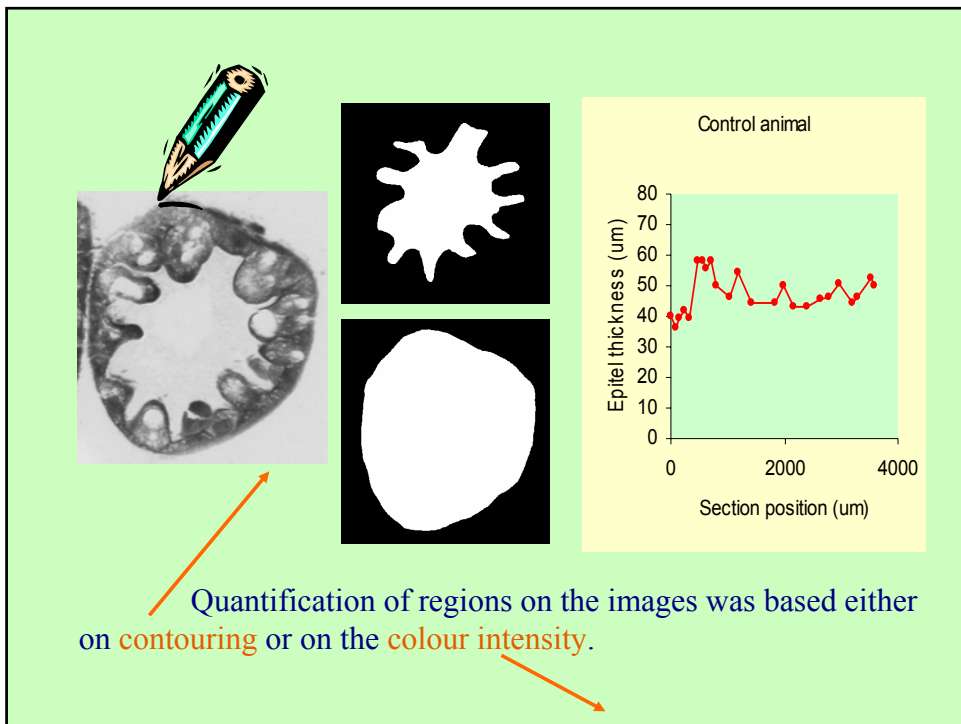 Control animal
80
70
60
50
40
30
20
10
0
Epitel thickness (um)
0 2000 4000
Section position (um)
Quantification of regions on the images was based either
on contouring or on the colour intensity.